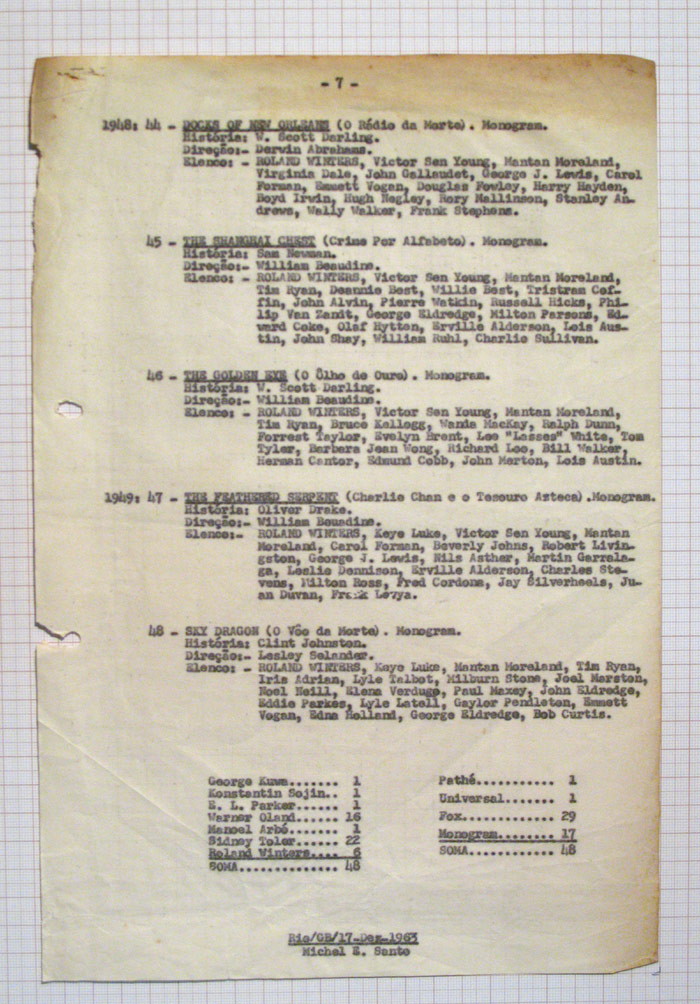 - 7 -
1948: 44 - DOCKS OF NEW ORLEANS (O Rádio da Morte). Monogram.
História: W. Scott Darling.
Direção:- Derwin Abrahams.
Elenco: - ROLAND WINTERS, Victor Sen Young, Mantan Moreland,
Virginia Dale, John Gallaudet, George J. Lewis, Carol
Forman, Emmett Vogan, Douglas Fowley, Harry Hayden,
Boyd Irwin, Hugh Negley, Rory Mallinson, Stanley An-
drews, Wally Walker, Frank Stephens.
45 - THE SHANGHAI CHEST (Crime Por Alfabeto). Monogram.
História: Sam Newman.
Direção:- William Beaudine.
Elenco: - ROLAND WINTERS, Victor Sen Young, Mantan Moreland,
Tim Ryan, Deannie Best, Willie Best, Tristram Cof-
fin, John Alvin, Pierre Watkin, Russell Hicks, Phi-
lip Van Zandt, George Eldredge, Milton Parsons, Ed-
ward Coke, Olaf Hytten, Erville Alderson, Lois Aus-
tin, John Shay, William Ruhl, Charlie Sullivan.
46 - THE GOLDEN EYE (O Ôlho de Ouro). Monogram.
História: W. Scott Darling.
Direção:- William Beaudine.
Elenco: - ROLAND WINTERS, Victor Sen Young, Mantan Moreland,
Tim Ryan, Bruce Kellogg, Wanda MacKay, Ralph Dunn,
Forrest Taylor, Evelyn Brent, Lee "Lasses" White, Tom
Tyler, Barbara Jean Wong, Richard Loo, Bill Walker,
Herman Cantor, Edmund Cobb, John Merton, Lois Austin.
1949: 47 - THE FEATHERED SERPENT (Charlie Chan e o Tesouro Azteca).Monogram.
História: Oliver Drake.
Direção:- William Beaudine.
Elenco:- ROLAND WINTERS, Keye Luke, Victor Sen Young, Mantan
Moreland, Carol Forman, Beverly Johns, Robert Livin-
gston, George J. Lewis, Nils Asther, Martin Garrala-
ga, Leslie Dennison, Erville Alderson, Charles Ste-
vens, Milton Ross, Fred Cordona, Jay Silverheels, Ju-
an Duvan, Frank
48 - SKY DRAGON (O Vôo da Morte). Monogram.
História: Clint Johnston.
Direção:- Lesley Selander.
Elenco: - ROLAND WINTERS, Keye Luke, Mantan Moreland, Tim Ryan,
Iris Adrian, Lyle Talbot, Milburn Stone, Joel Marston,
Noel Neill, Elena Verdugo, Paul Maxey, John Eldredge,
Eddie Parkes, Lyle Latell, Gaylor Pendleton, Emmett
Vogan, Edna Holland, George Eldredge, Bob Curtis.
George Kuwa....... 1
Konstantin Sojin.. 1
E. L. Parker...... 1
Warner Oland...... 16
Manoel Arbó....... 1
Sidney Toler...... 22
Roland Winters.... 6
SOMA.............. 48
Pathé........... 1
Universal....... 1
Fox............. 29
Monogram........ 17
SOMA............ 48
Rio/GB/17-Dez-1963
Michel E. Santo